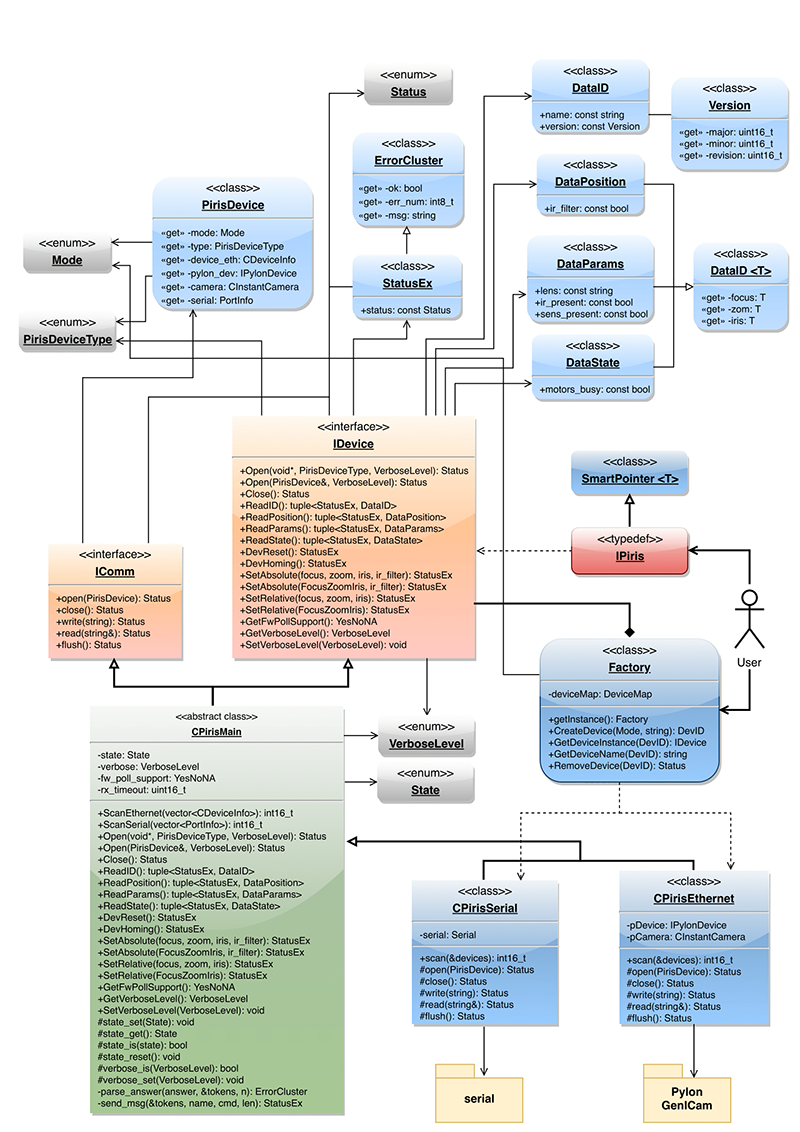 <<enum>>
Status
<<class>>
DataID
+name: const string
+version: const Version
<<class>>
Version
«get» -major: uint16_t
«get» -minor: uint16_t
«get» -revision: uint16_t
<<class>>
ErrorCluster
«get» -ok: bool
«get» -err_num: int8_t
«get» -msg: string
<<class>>
DataPosition
+ir_filter: const bool
<<class>>
PirisDevice
«get» -mode: Mode
«get» -type: PirisDeviceType
«get» -device_eth: CDeviceInfo
«get» -pylon_dev: IPylonDevice
«get» -camera: CInstantCamera
«get» -serial: PortInfo
<<enum>>
Mode
<<class>>
StatusEx
+status: const Status
<<class>>
DataParams
+lens: const string
+ir_present: const bool
+sens_present: const bool
<<class>>
DataID <T>
«get» -focus: T
«get» -zom: T
«get» -iris: T
<<enum>>
PirisDeviceType
<<class>>
DataState
+motors_busy: const bool
<<interface>>
IDevice
+Open(void*, PirisDeviceType, VerboseLevel): Status
+Open(PirisDevice&, VerboseLevel): Status
+Close(): Status
+ReadID(): tuple<StatusEx, DataID>
+ReadPosition(): tuple<StatusEx, DataPosition>
+ReadParams(): tuple<StatusEx, DataParams>
+ReadState(): tuple<StatusEx, DataState>
+DevReset(): StatusEx
+DevHoming(): StatusEx
+SetAbsolute(focus, zoom, iris, ir_filter): StatusEx
+SetAbsolute(FocusZoomIris, ir_filter): StatusEx
+SetRelative(focus, zoom, iris): StatusEx
+SetRelative(FocusZoomIris): StatusEx
+GetFwPollSupport(): YesNoNA
+GetVerboseLevel(): VerboseLevel
+SetVerboseLevel(VerboseLevel): void
<<class>>
SmartPointer <T>
<<typedef>>
IPiris
<<interface>>
IComm
+open(PirisDevice): Status
+close(): Status
+write(string): Status
+read(string&): Status
+flush(): Status
User
<<class>>
Factory
-deviceMap: DeviceMap
+getInstance(): Factory
+CreateDevice(Mode, string): DevID
+GetDeviceInstance(DevID): IDevice
+GetDeviceName(DevID): string
+RemoveDevice(DevID): Status
<<abstract class>>
CPirisMain
-state: State
-verbose: VerboseLevel
-fw_poll_support: YesNoNA
-rx_timeout: uint16_t
+ScanEthernet(vector<CDeviceInfo>): int16_t
+ScanSerial(vector<PortInfo>): int16_t
+Open(void*, PirisDeviceType, VerboseLevel): Status
+Open(PirisDevice&, VerboseLevel): Status
+Close(): Status
+ReadID(): tuple<StatusEx, DataID>
+ReadPosition(): tuple<StatusEx, DataPosition>
+ReadParams(): tuple<StatusEx, DataParams>
+ReadState(): tuple<StatusEx, DataState>
+DevReset(): StatusEx
+DevHoming(): StatusEx
+SetAbsolute(focus, zoom, iris, ir_filter): StatusEx
+SetAbsolute(FocusZoomIris, ir_filter): StatusEx
+SetRelative(focus, zoom, iris): StatusEx
+SetRelative(FocusZoomIris): StatusEx
+GetFwPollSupport(): YesNoNA
+GetVerboseLevel(): VerboseLevel
+SetVerboseLevel(VerboseLevel): void
#state_set(State): void
#state_get(): State
#state_is(state): bool
#state_reset(): void
#verbose_is(VerboseLevel): bool
#verbose_set(VerboseLevel): void
-parse_answer(answer, &tokens, n): ErrorCluster
-send_msg(&tokens, name, cmd, len): StatusEx
<<enum>>
VerboseLevel
<<enum>>
State
<<class>>
CPirisSerial
-serial: Serial
+scan(&devices): int16_t
#open(PirisDevice): Status
#close(): Status
#write(string): Status
#read(string&): Status
#flush(): Status
<<class>>
CPirisEthernet
-pDevice: IPylonDevice
-pCamera: CInstantCamera
+scan(&devices): int16_t
#open(PirisDevice): Status
#close(): Status
#write(string): Status
#read(string&): Status
#flush(): Status
serial
Pylon
GenICam